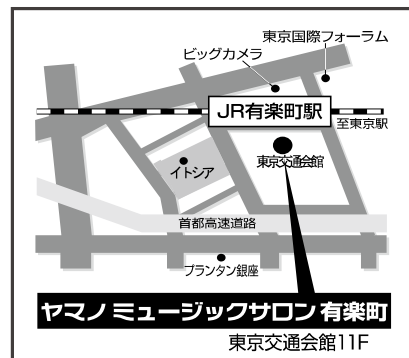 東京国際フォーラム
ビッグカメラ
JR有楽町駅
至東京駅
東京交通会館
イトシア
首都高速道路
プランタン銀座
ヤマノ ミュージックサロン 有楽町
東京交通会館11F